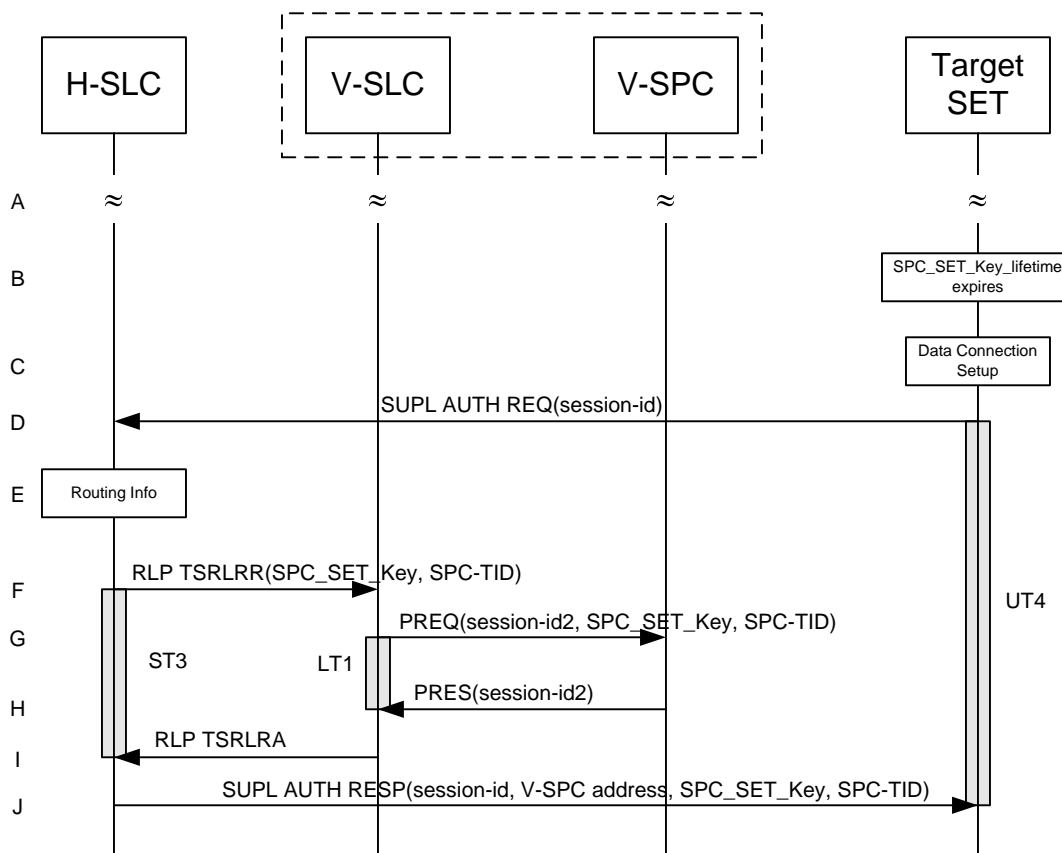 H-SLC
V-SLC
V-SPC
Target
SET
A
≈ ≈ ≈ ≈
B
SPC_SET_Key_lifetime
expires
C
Data Connection
Setup
SUPL AUTH REQ(session-id)
D
E
Routing Info
RLP TSRLRR(SPC_SET_Key, SPC-TID)
F
UT4
PREQ(session-id2, SPC_SET_Key, SPC-TID)
G
ST3
LT1
PRES(session-id2)
H
RLP TSRLRA
I
SUPL AUTH RESP(session-id, V-SPC address, SPC_SET_Key, SPC-TID)
J